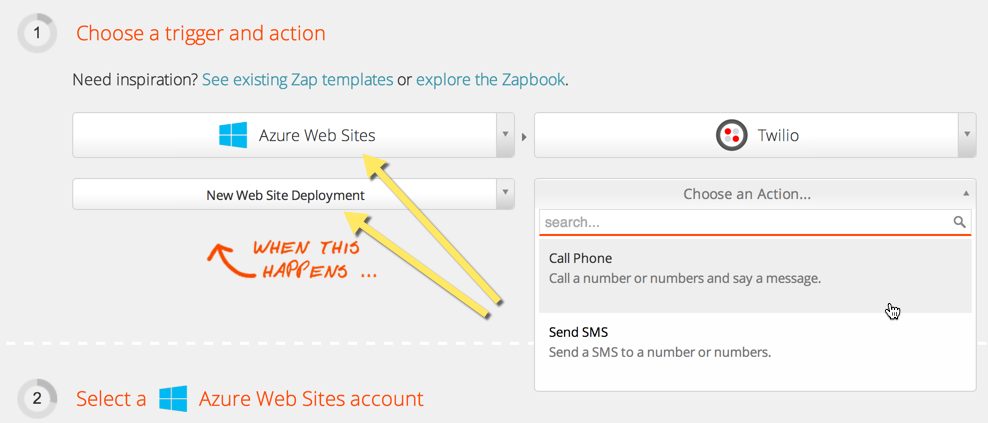 1 Choose a trigger and action
Need inspiration? See existing Zap templates or explore the Zapbook.
Azure Web Sites
Twilio
New Web Site Deployment
Choose an Action...
search...
WHEN THIS
HAPPENS ...
Call Phone
Call a number or numbers and say a message.
Send SMS
Send a SMS to a number or numbers.
2 Select a Azure Web Sites account